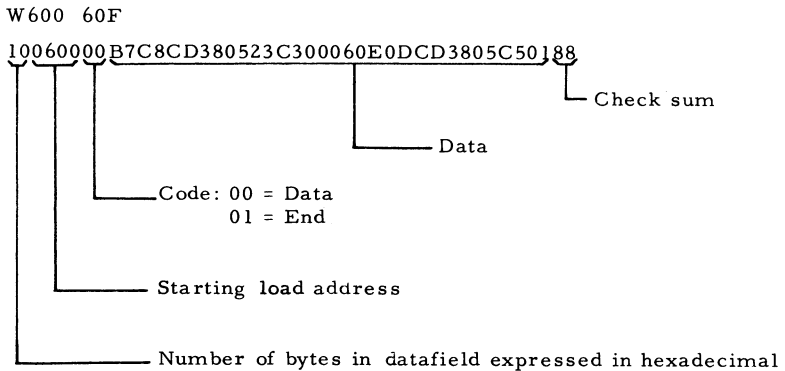 W600 60F
10060000B7C8CD380523C300060E0DCD3805C50188
Check sum
Data
Code: 00 = Data
01 = End
Starting load address
Number of bytes in datafield expressed in hexadecimal